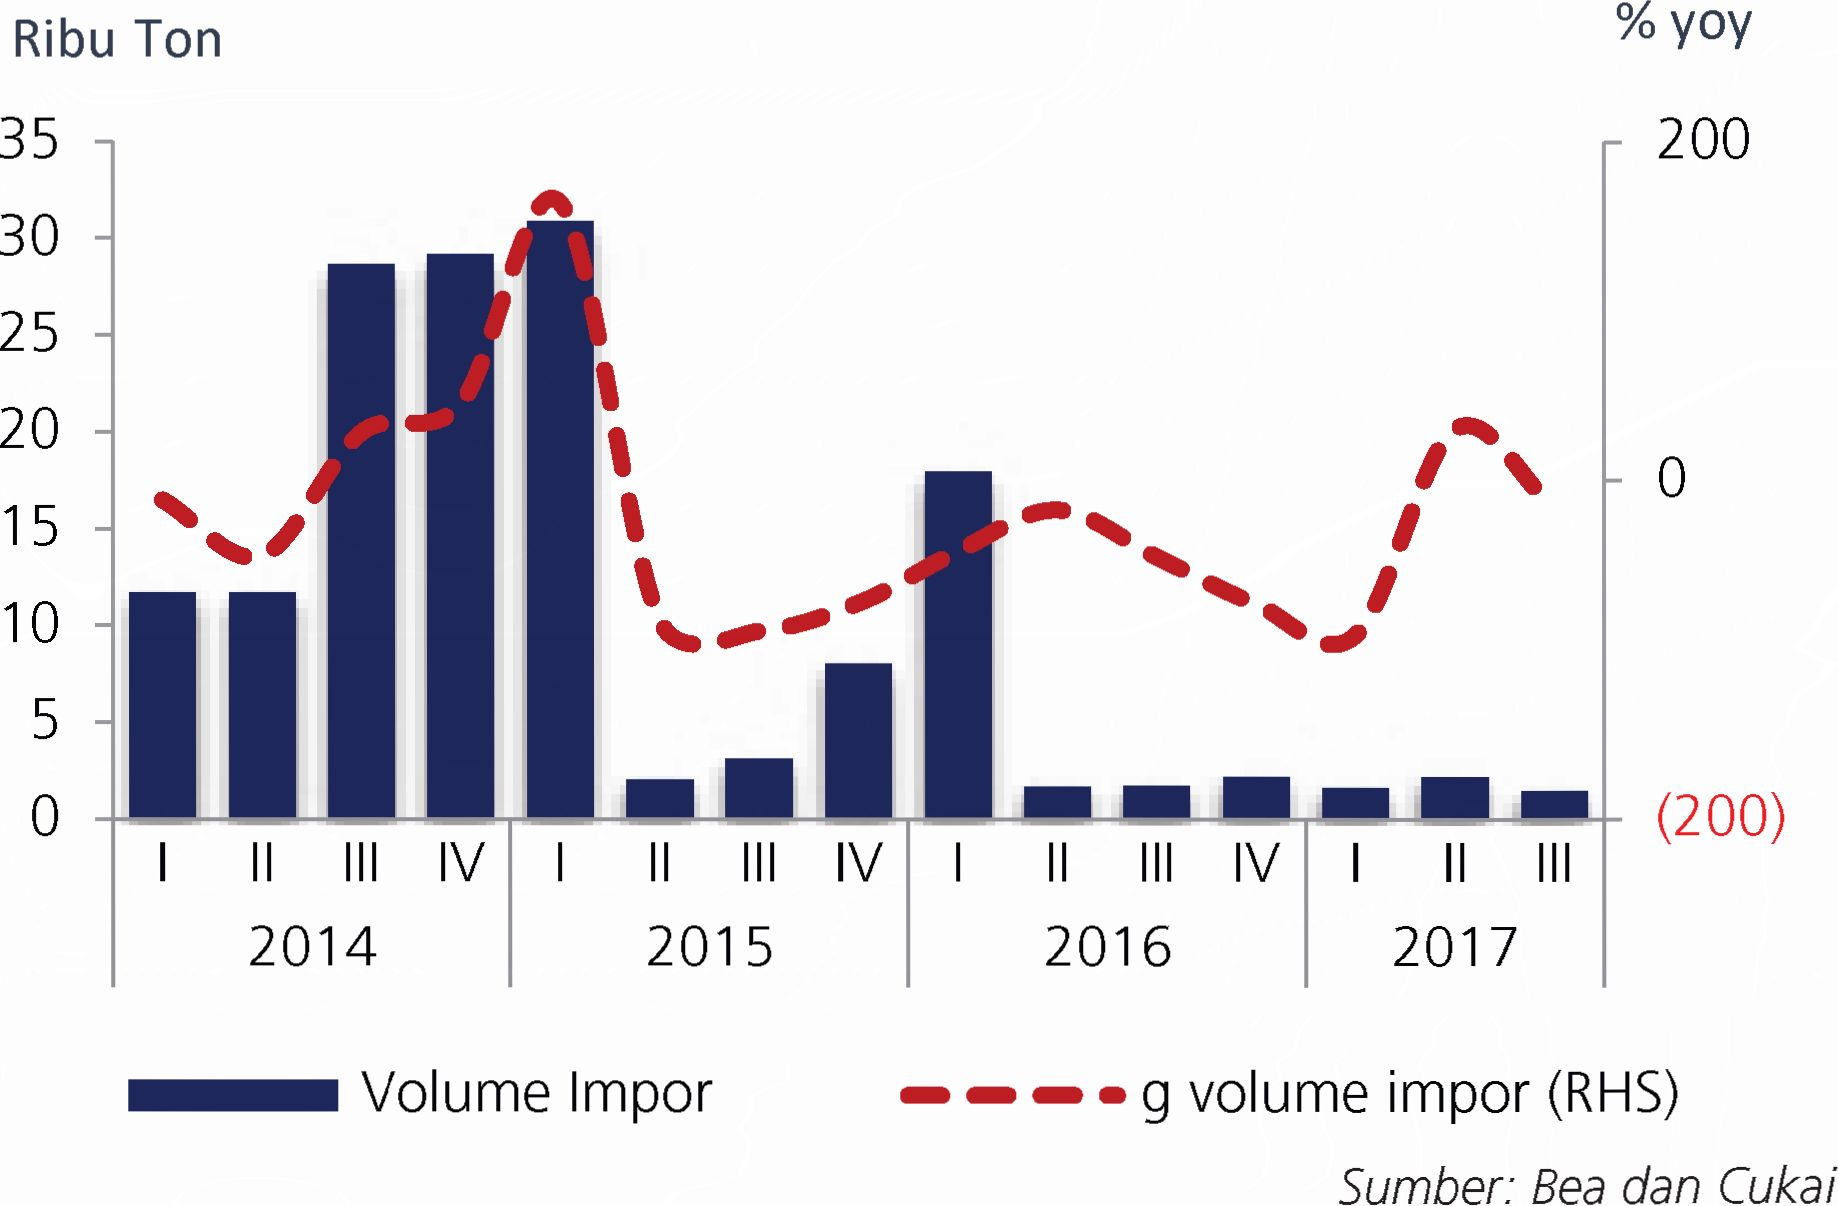 Ribu Ton
% yoy
35
30
25
20
15
10
5
0
200
0
(200)
I II III IV I II III IV I II III IV I II III
2014 2015 2016 2017
Volume Impor
g volume impor (RHS)
Sumber: Bea dan Cukai